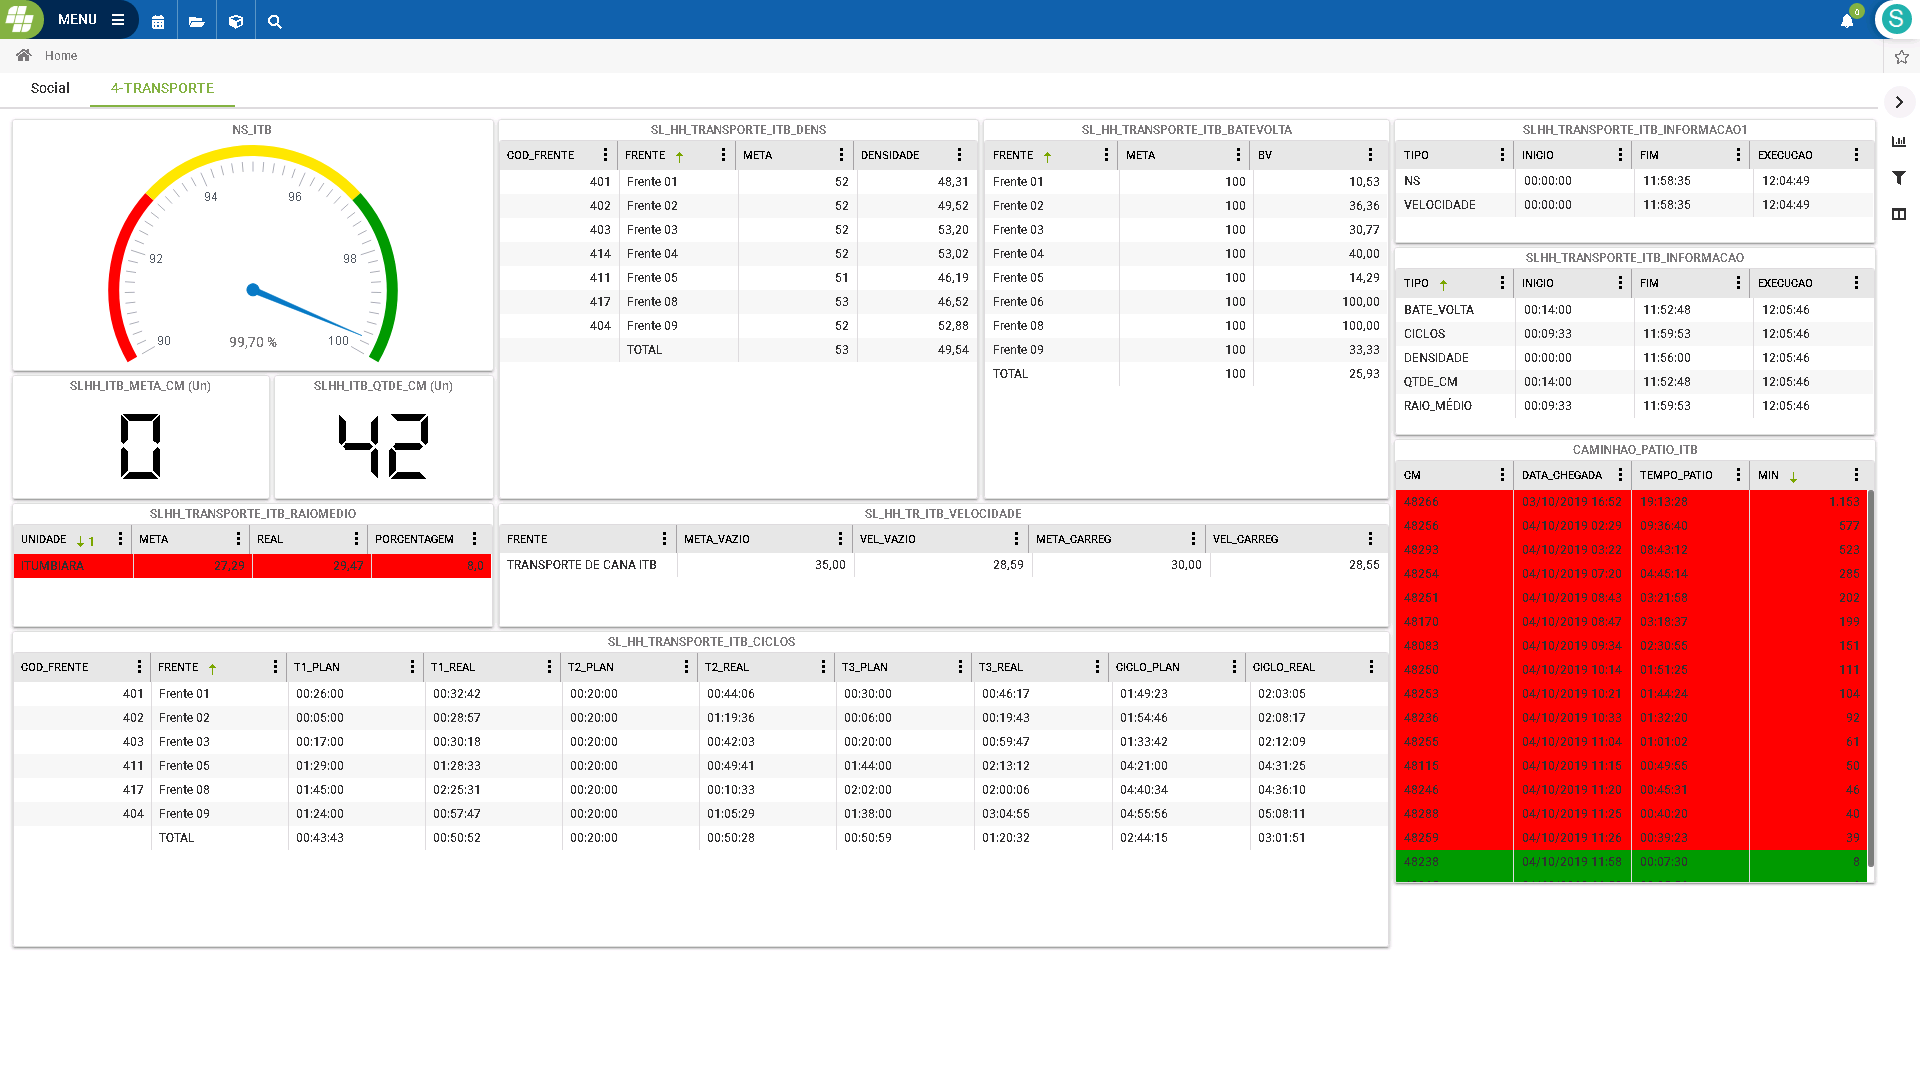 MENU
0
S
Home
Social
4-TRANSPORTE
NS_ITB
90
92
94
96
98
100
99,70 %
SLHH_ITB_META_CM (Un)
0
SLHH_ITB_QTDE_CM (Un)
42
SL_HH_TRANSPORTE_ITB_DENS
COD_FRENTE FRENTE META DENSIDADE
401 Frente 01 52 48,31
402 Frente 02 52 49,52
403 Frente 03 52 53,20
414 Frente 04 52 53,02
411 Frente 05 51 46,19
417 Frente 08 53 46,52
404 Frente 09 52 52,88
TOTAL 53 49,54
SL_HH_TRANSPORTE_ITB_BATEVOLTA
FRENTE META BV
Frente 01 100 10,53
Frente 02 100 36,36
Frente 03 100 30,77
Frente 04 100 40,00
Frente 05 100 14,29
Frente 06 100 100,00
Frente 08 100 100,00
Frente 09 100 33,33
TOTAL 100 25,93
SLHH_TRANSPORTE_ITB_INFORMACAO1
TIPO INICIO FIM EXECUCAO
NS 00:00:00 11:58:35 12:04:49
VELOCIDADE 00:00:00 11:58:35 12:04:49
SLHH_TRANSPORTE_ITB_INFORMACAO
TIPO INICIO FIM EXECUCAO
BATE_VOLTA 00:14:00 11:52:48 12:05:46
CICLOS 00:09:33 11:59:53 12:05:46
DENSIDADE 00:00:00 11:56:00 12:05:46
QTDE_CM 00:14:00 11:52:48 12:05:46
RAIO_MÉDIO 00:09:33 11:59:53 12:05:46
CAMINHAO_PATIO_ITB
CM DATA_CHEGADA TEMPO_PATIO MIN
48266 03/10/2019 16:52 19:13:28 1.153
48256 04/10/2019 02:29 09:36:40 577
48293 04/10/2019 03:22 08:43:12 523
48254 04/10/2019 07:20 04:45:14 285
48251 04/10/2019 08:43 03:21:58 202
48170 04/10/2019 08:47 03:18:37 199
48083 04/10/2019 09:34 02:30:55 151
48250 04/10/2019 10:14 01:51:25 111
48253 04/10/2019 10:21 01:44:24 104
48236 04/10/2019 10:33 01:32:20 92
48255 04/10/2019 11:04 01:01:02 61
48115 04/10/2019 11:15 00:49:55 50
48246 04/10/2019 11:20 00:45:31 46
48288 04/10/2019 11:25 00:40:20 40
48259 04/10/2019 11:26 00:39:23 39
48238 04/10/2019 11:58 00:07:30 8
SLHH_TRANSPORTE_ITB_RAIOMEDIO
UNIDADE 1 META REAL PORCENTAGEM
ITUMBIARA 27,29 29,47 8,0
SL_HH_TR_ITB_VELOCIDADE
FRENTE META_VAZIO VEL_VAZIO META_CARREG VEL_CARREG
TRANSPORTE DE CANA ITB 35,00 28,59 30,00 28,55
SL_HH_TRANSPORTE_ITB_CICLOS
COD_FRENTE FRENTE T1_PLAN T1_REAL T2_PLAN T2_REAL T3_PLAN T3_REAL CICLO_PLAN CICLO_REAL
401 Frente 01 00:26:00 00:32:42 00:20:00 00:44:06 00:30:00 00:46:17 01:49:23 02:03:05
402 Frente 02 00:05:00 00:28:57 00:20:00 01:19:36 00:06:00 00:19:43 01:54:46 02:08:17
403 Frente 03 00:17:00 00:30:18 00:20:00 00:42:03 00:20:00 00:59:47 01:33:42 02:12:09
411 Frente 05 01:29:00 01:28:33 00:20:00 00:49:41 01:44:00 02:13:12 04:21:00 04:31:25
417 Frente 08 01:45:00 02:25:31 00:20:00 00:10:33 02:02:00 02:00:06 04:40:34 04:36:10
404 Frente 09 01:24:00 00:57:47 00:20:00 01:05:29 01:38:00 03:04:55 04:55:56 05:08:11
TOTAL 00:43:43 00:50:52 00:20:00 00:50:28 00:50:59 01:20:32 02:44:15 03:01:51